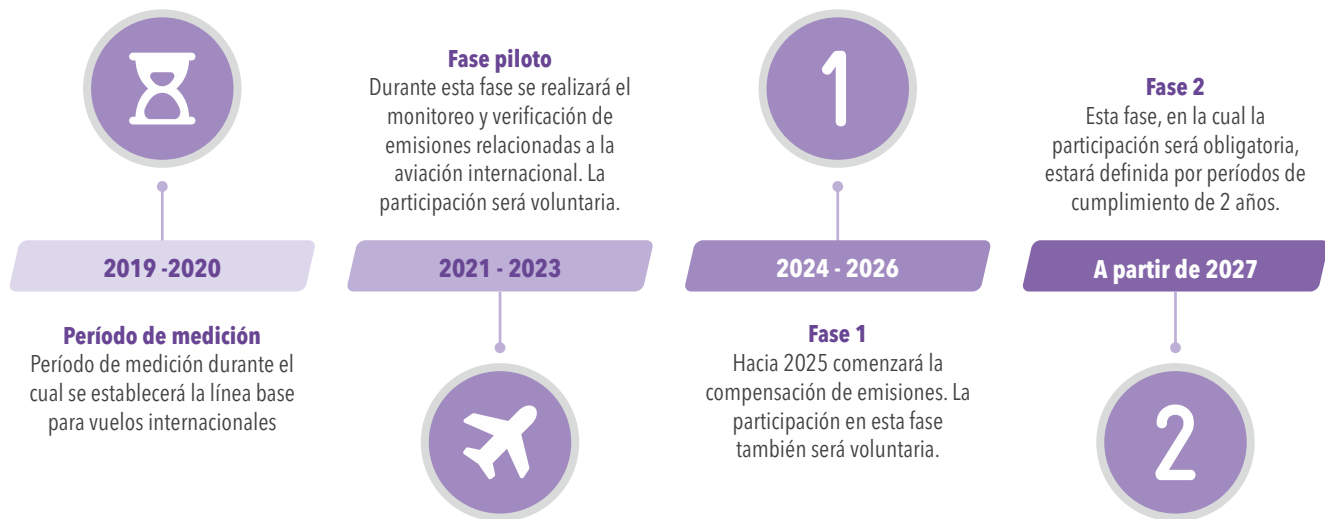 2019 -2020
Período de medición
Período de medición durante el
cual se establecerá la línea base
para vuelos internacionales
Fase piloto
Durante esta fase se realizará el
monitoreo y verificación de
emisiones relacionadas a la
aviación internacional. La
participación será voluntaria.
2021 - 2023
1
2024 - 2026
Fase 1
Hacia 2025 comenzará la
compensación de emisiones. La
participación en esta fase
también será voluntaria.
Fase 2
Esta fase, en la cual la
participación será obligatoria,
estará definida por períodos de
cumplimiento de 2 años.
A partir de 2027
2